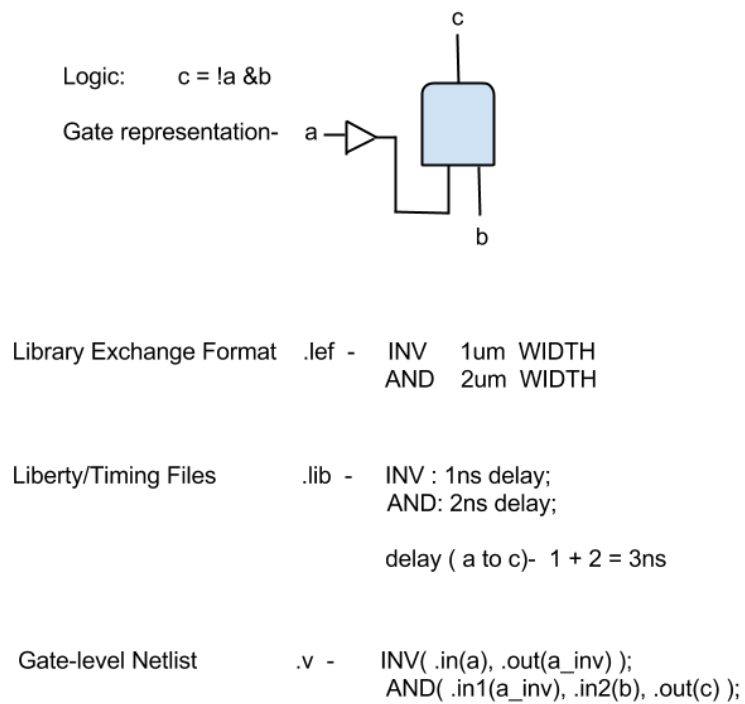 c
Logic: c = !a &b
Gate representation- a
b
Library Exchange Format .lef - INV 1um WIDTH
AND 2um WIDTH
Liberty/Timing Files .lib - INV : 1ns delay;
AND: 2ns delay;
delay ( a to c)- 1 + 2 = 3ns
Gate-level Netlist .v - INV( .in(a), .out(a_inv) );
AND( .in1(a_inv), .in2(b), .out(c) );